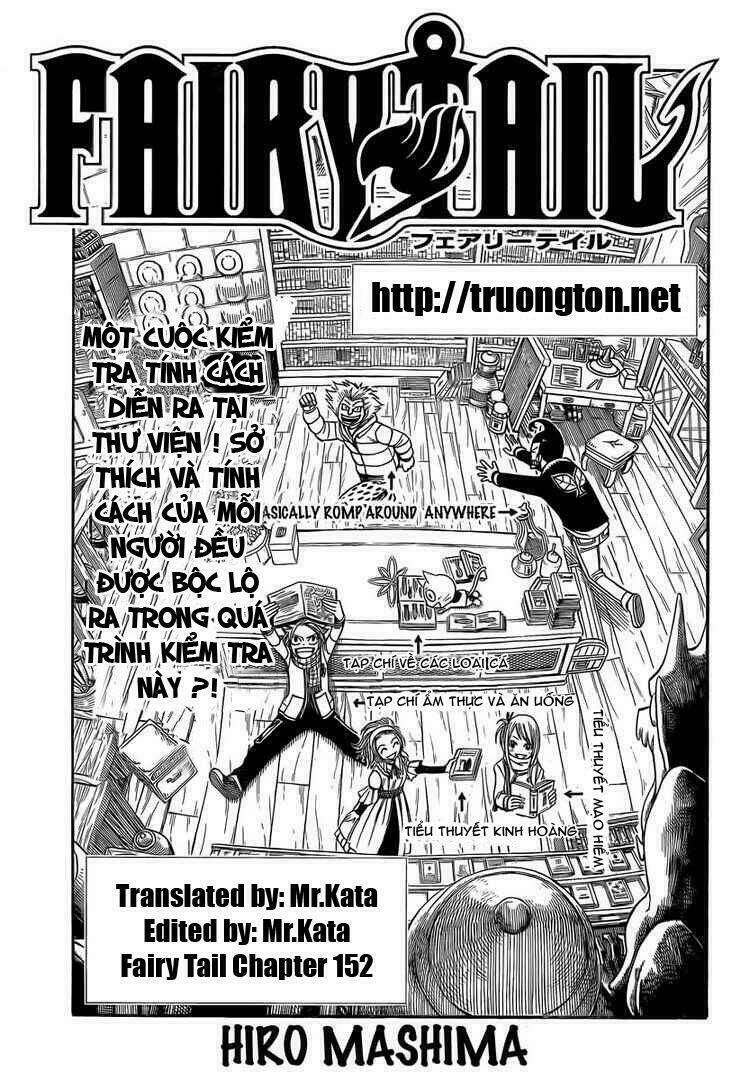 FAIRY TAIL
フェアリーテイル
http://truongton.net
MỘT CUỘC KIỂM
TRA TÍNH CÁCH
DIỄN RA TẠI
THƯ VIỆN ! SỞ
THÍCH VÀ TÍNH
CÁCH CỦA MỖI
NGƯỜI ĐỀU
ĐƯỢC BỘC LỘ
RA TRONG QUÁ
TRÌNH KIỂM TRA
NÀY ?!
ASICALLY ROMP AROUND ANYWHERE
TẠP CHÍ VỀ CÁC LOẠI CÁ
TẠP CHÍ ẨM THỰC VÀ ĂN UỐNG
TIỂU THUYẾT MẠO HIỂM
TIỂU THUYẾT KINH HOÀNG
Translated by: Mr.Kata
Edited by: Mr.Kata
Fairy Tail Chapter 152
HIRO MASHIMA